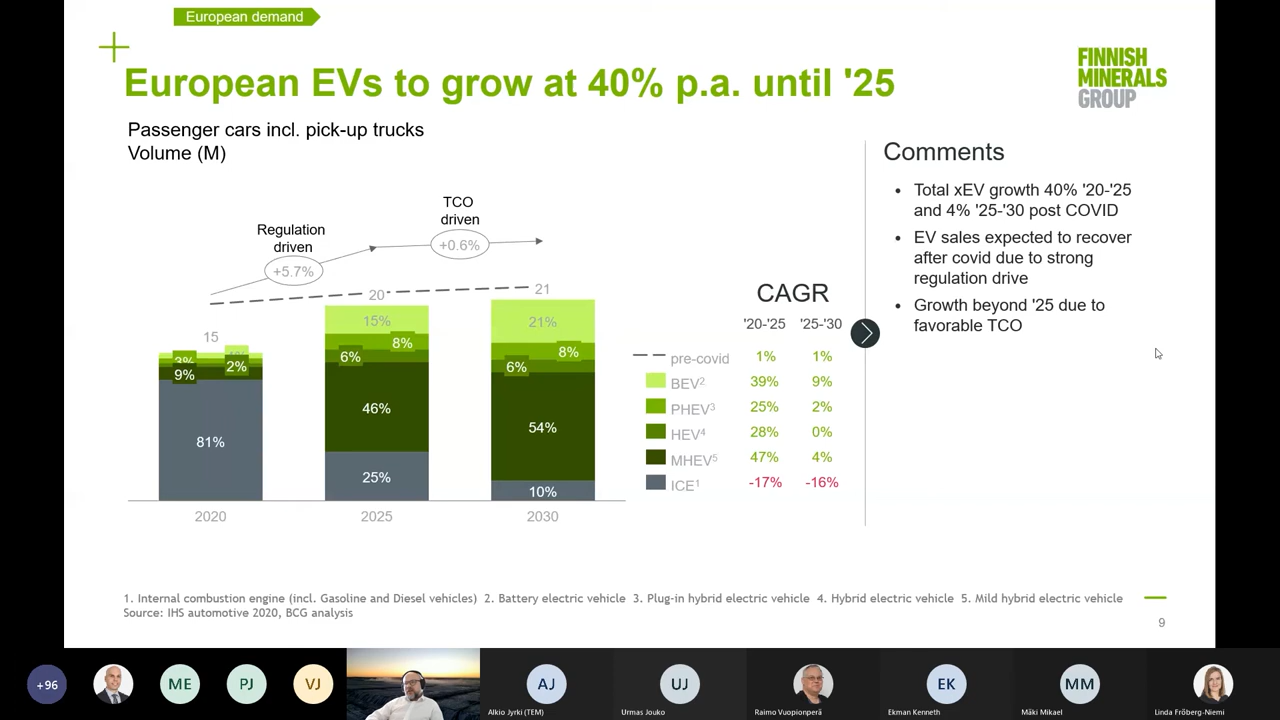 European demand
European EVs to grow at 40% p.a. until '25
FINNISH
MINERALS
GROUP
Passenger cars incl. pick-up trucks
Volume (M)
Regulation
driven
+5.7%
TCO
driven
+0.6%
15
20
21
3%
2%
9%
81%
15%
8%
6%
46%
25%
21%
8%
6%
54%
10%
2020
2025
2030
CAGR
'20-'25 '25-'30
pre-covid 1% 1%
BEV² 39% 9%
PHEV³ 25% 2%
HEV⁴ 28% 0%
MHEV⁵ 47% 4%
ICE¹ -17% -16%
Comments
• Total xEV growth 40% '20-'25
and 4% '25-'30 post COVID
• EV sales expected to recover
after covid due to strong
regulation drive
• Growth beyond '25 due to
favorable TCO
1. Internal combustion engine (incl. Gasoline and Diesel vehicles) 2. Battery electric vehicle 3. Plug-in hybrid electric vehicle 4. Hybrid electric vehicle 5. Mild hybrid electric vehicle
Source: IHS automotive 2020, BCG analysis
9
+96
ME
PJ
VJ
AJ
UJ
EK
MM
Alkio Jyrki (TEM)
Urmas Jouko
Raimo Vuopionperä
Ekman Kenneth
Mäki Mikael
Linda Fröberg-Niemi